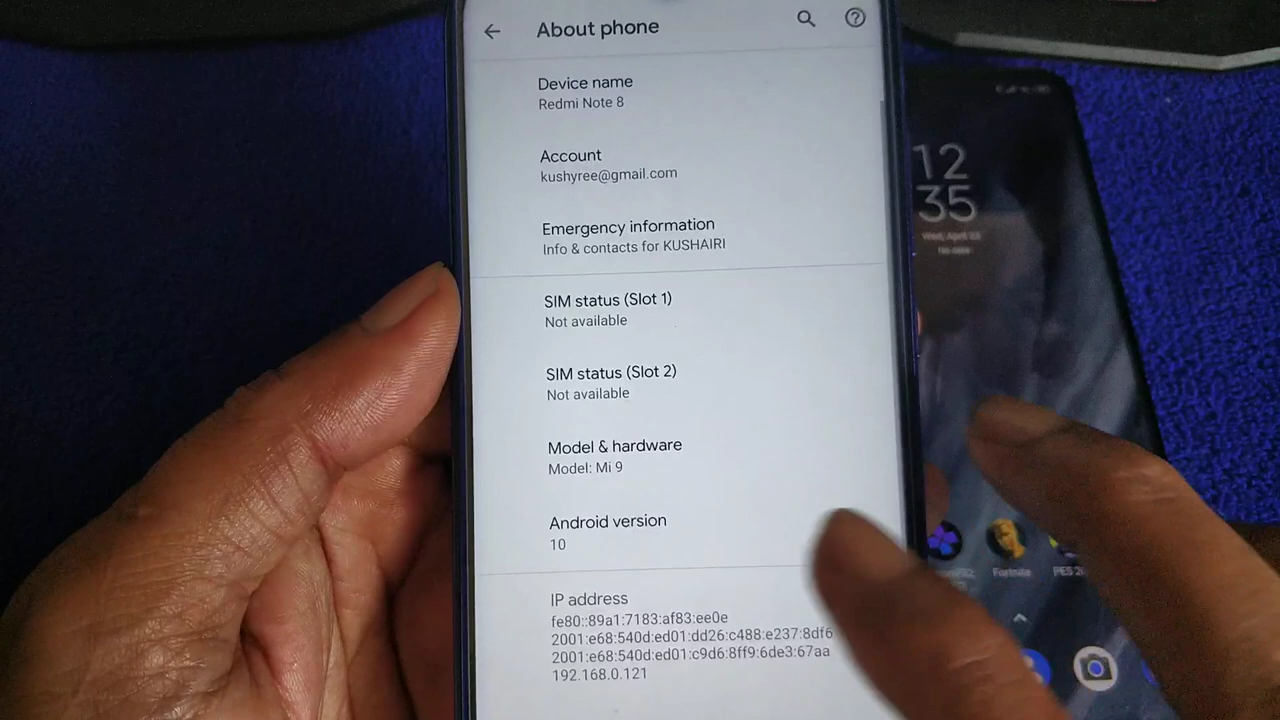 About phone
Device name
Redmi Note 8
Account
kushyree@gmail.com
Emergency information
Info & contacts for KUSHAIRI
SIM status (Slot 1)
Not available
SIM status (Slot 2)
Not available
Model & hardware
Model: Mi 9
Android version
10
IP address
fe80::89a1:7183:af83:ee0e
2001:e68:540d:ed01:dd26:c488:e237:8df6
2001:e68:540d:ed01:c9d6:8ff9:6de3:67aa
192.168.0.121
12
35
Wed, April
Fortnite
PES